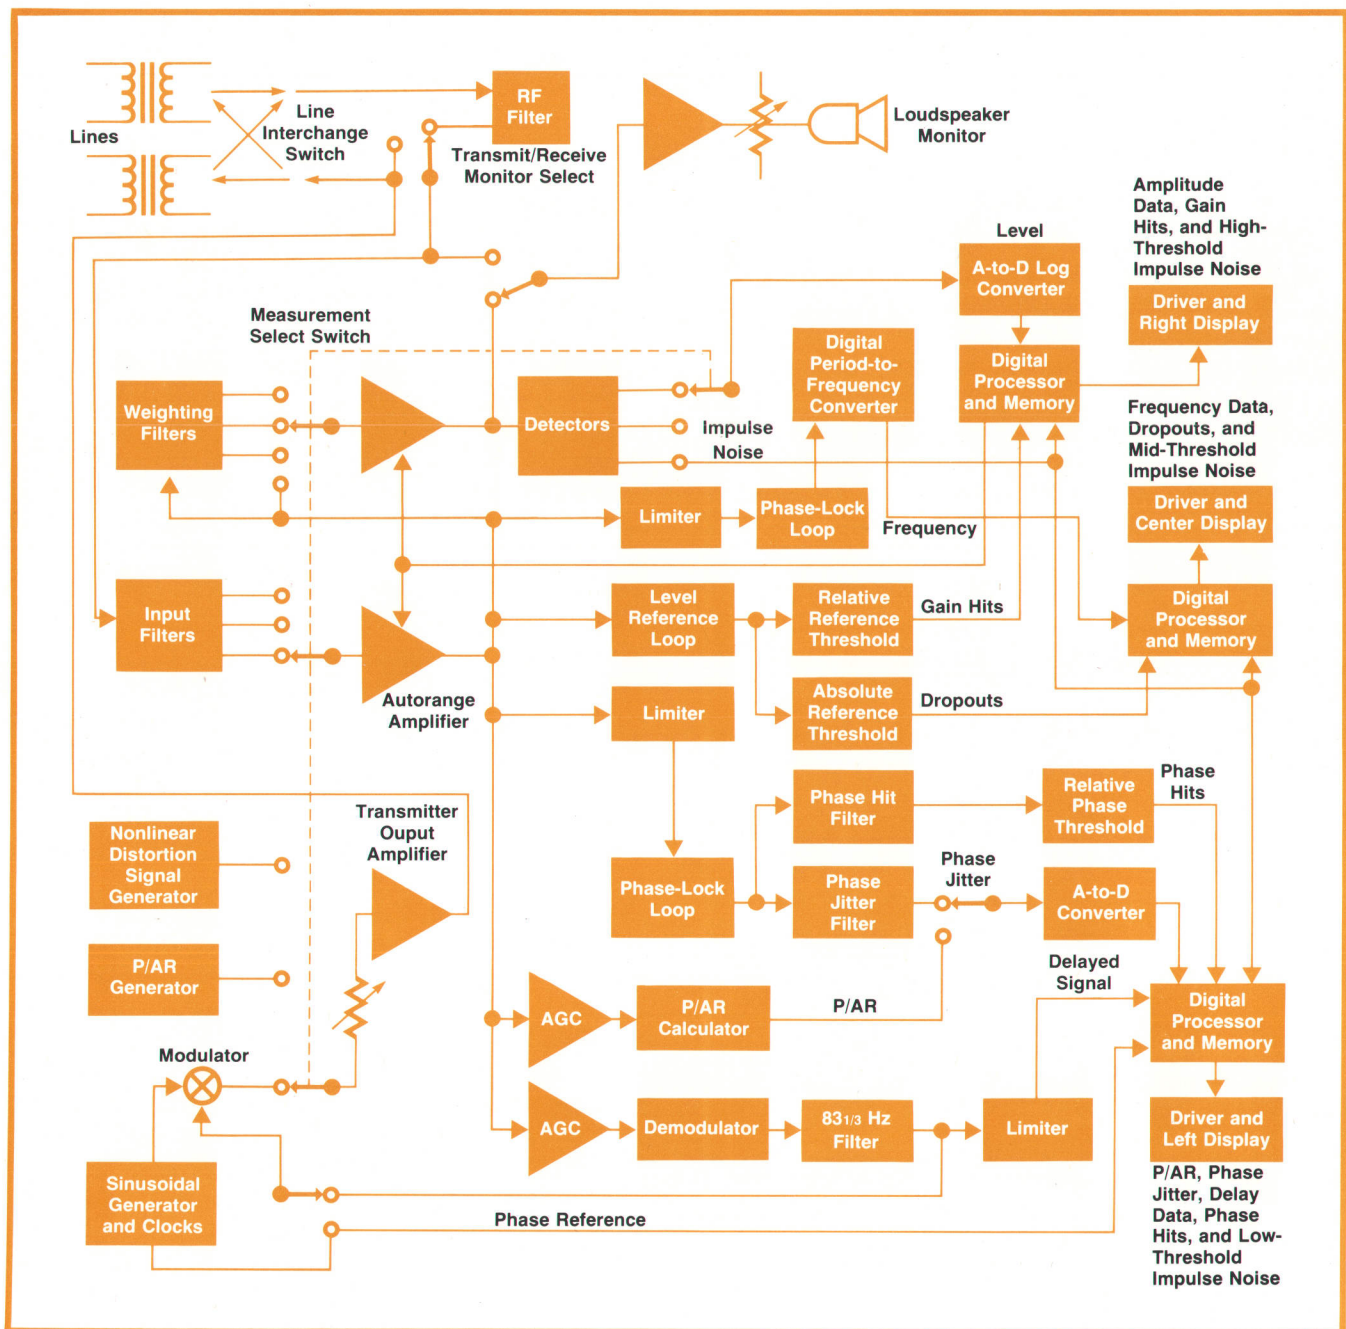 Lines
Line
Interchange
Switch
RF
Filter
Transmit/Receive
Monitor Select
Loudspeaker
Monitor
Amplitude
Data, Gain
Hits, and High-
Threshold
Impulse Noise
Level
A-to-D Log
Converter
Driver and
Right Display
Measurement
Select Switch
Digital
Period-to-
Frequency
Converter
Digital
Processor
and Memory
Weighting
Filters
Detectors
Impulse
Noise
Frequency Data,
Dropouts, and
Mid-Threshold
Impulse Noise
Limiter
Phase-Lock
Loop
Frequency
Driver and
Center Display
Input
Filters
Level
Reference
Loop
Relative
Reference
Threshold
Gain Hits
Digital
Processor
and Memory
Autorange
Amplifier
Limiter
Absolute
Reference
Threshold
Dropouts
Phase Hit
Filter
Relative
Phase
Threshold
Phase
Hits
Nonlinear
Distortion
Signal
Generator
Transmitter
Ouput
Amplifier
Phase-Lock
Loop
Phase
Jitter
Filter
Phase
Jitter
A-to-D
Converter
P/AR
Generator
AGC
P/AR
Calculator
P/AR
Delayed
Signal
Digital
Processor
and Memory
Modulator
AGC
Demodulator
831/3 Hz
Filter
Limiter
Driver and
Left Display
Sinusoidal
Generator
and Clocks
Phase Reference
P/AR, Phase
Jitter, Delay
Data, Phase
Hits, and Low-
Threshold
Impulse Noise